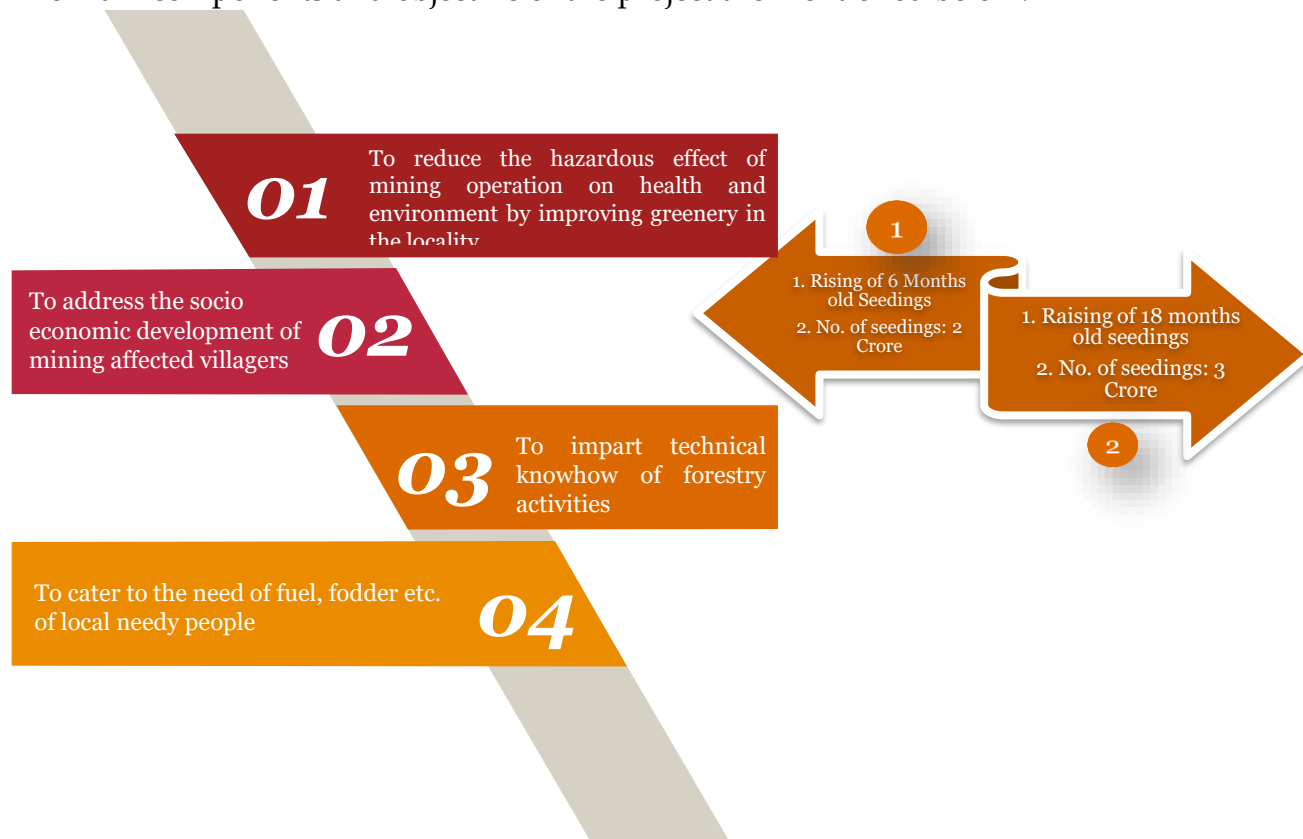 01
To reduce the hazardous effect of
mining operation on health and
environment by improving greenery in
the locality
To address the socio
economic development of
mining affected villagers
02
03
To impart technical
knowhow of forestry
activities
To cater to the need of fuel, fodder etc.
of local needy people
04
1
1. Rising of 6 Months
old Seedings
2. No. of seedings: 2
Crore
1. Raising of 18 months
old seedings
2. No. of seedings: 3
Crore
2